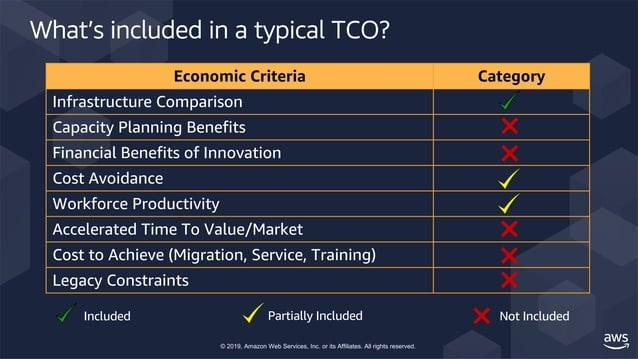 What's included in a typical TCO?
Economic Criteria Category
Infrastructure Comparison
Capacity Planning Benefits
Financial Benefits of Innovation
Cost Avoidance
Workforce Productivity
Accelerated Time To Value/Market
Cost to Achieve (Migration, Service, Training)
Legacy Constraints
Included Partially Included Not Included
aws
© 2019, Amazon Web Services, Inc. or its Affiliates. All rights reserved.